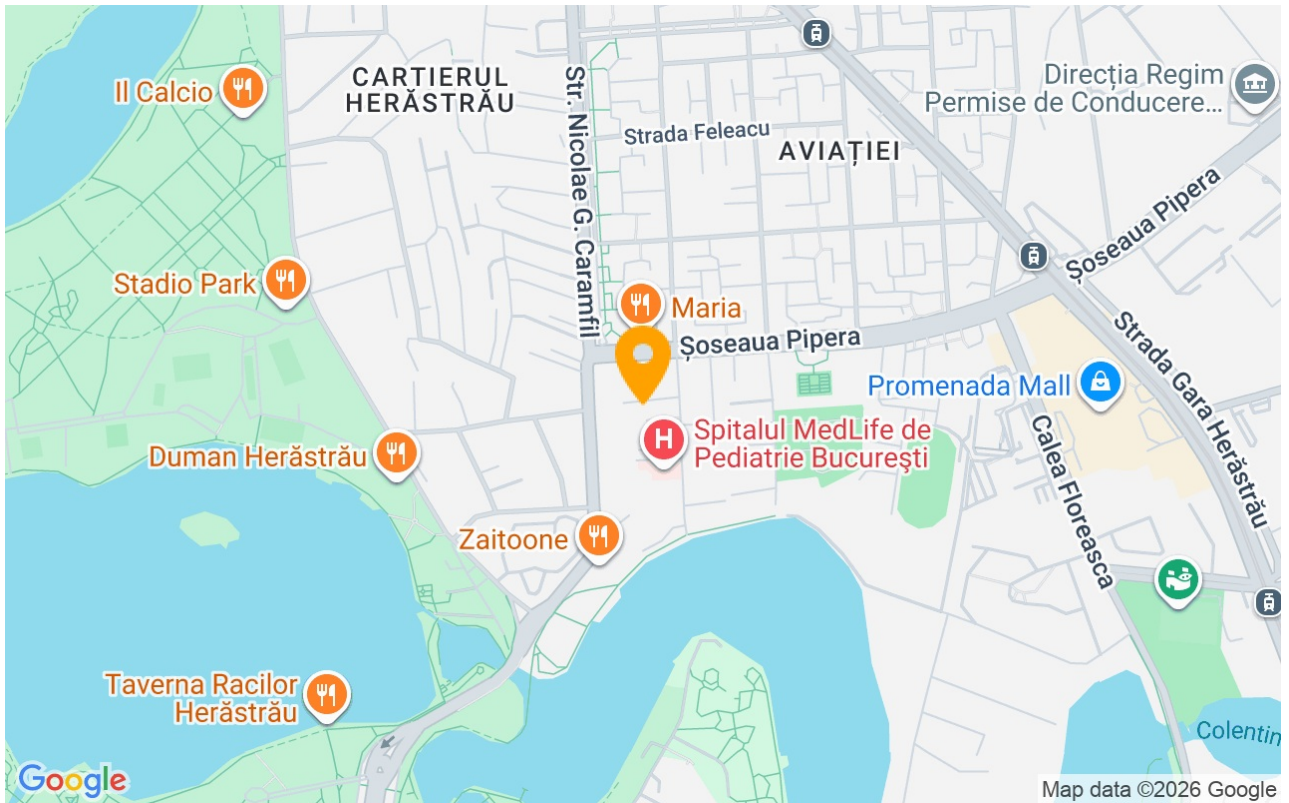 Il Calcio
CARTIERUL
HERĂSTRĂU
Str. Nicolae G. Caramfil
Strada Feleacu
AVIAȚIEI
Direcția Regim
Permise de Conducere...
Șoseaua Pipera
Stadio Park
Maria
Șoseaua Pipera
Strada Gara Herăstrău
Promenada Mall
Calea Floreasca
Duman Herăstrău
H
Spitalul MedLife de
Pediatrie București
Zaitoone
Taverna Racilor
Herăstrău
Colentin
Google
Map data ©2026 Google